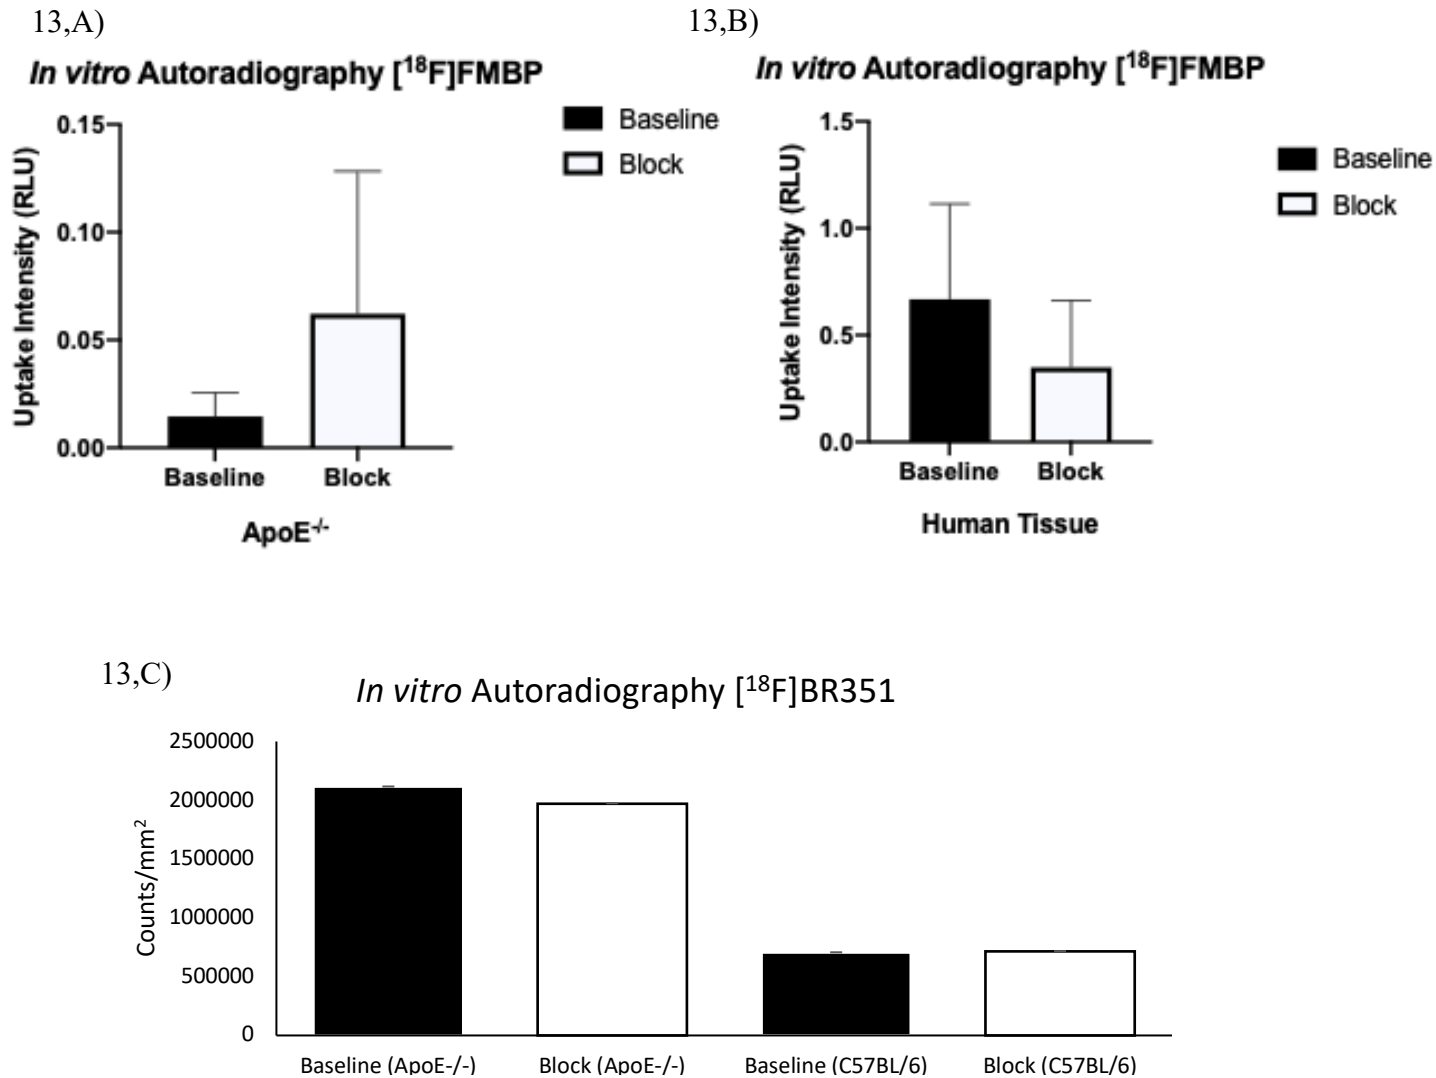 13,A)
In vitro Autoradiography [18F]FMBP
Baseline
Block
Uptake Intensity (RLU)
0.15
0.10
0.05
0.00
Baseline Block
ApoE-/-
13,B)
In vitro Autoradiography [18F]FMBP
Baseline
Block
Uptake Intensity (RLU)
1.5
1.0
0.5
0.0
Baseline Block
Human Tissue
13,C)
In vitro Autoradiography [18F]BR351
Counts/mm2
2500000
2000000
1500000
1000000
500000
0
Baseline (ApoE-/-) Block (ApoE-/-) Baseline (C57BL/6) Block (C57BL/6)